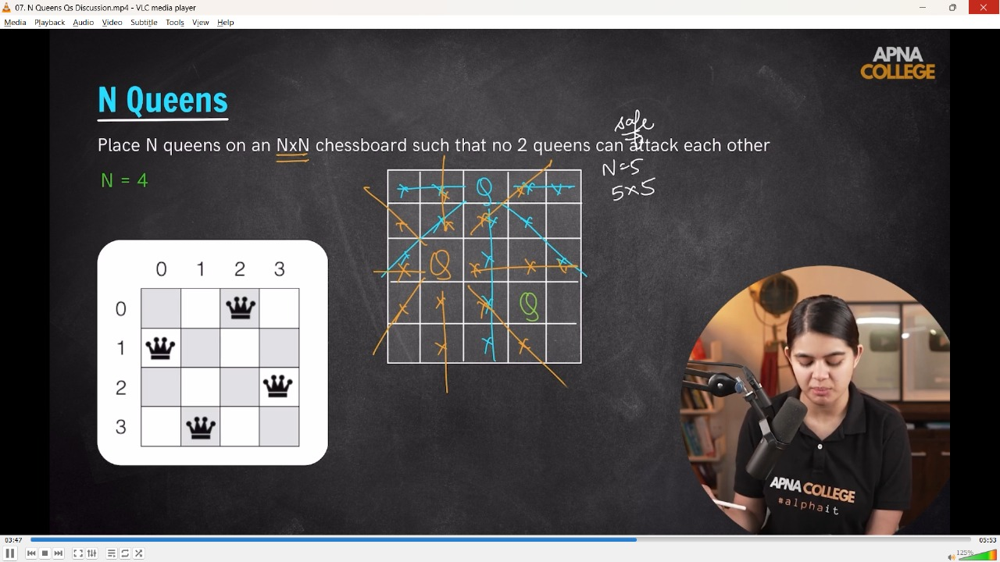 07. N Queens Qs Discussion.mp4 - VLC media player
Media Playback Audio Video Subtitle Tools View Help
APNA
COLLEGE
N Queens
safe
Place N queens on an NxN chessboard such that no 2 queens can attack each other
N = 4
N=5
5x5
Q
Q
Q
0 1 2 3
0
1
2
3
APNA COLLEGE
#alphait
03:47
05:53
125%